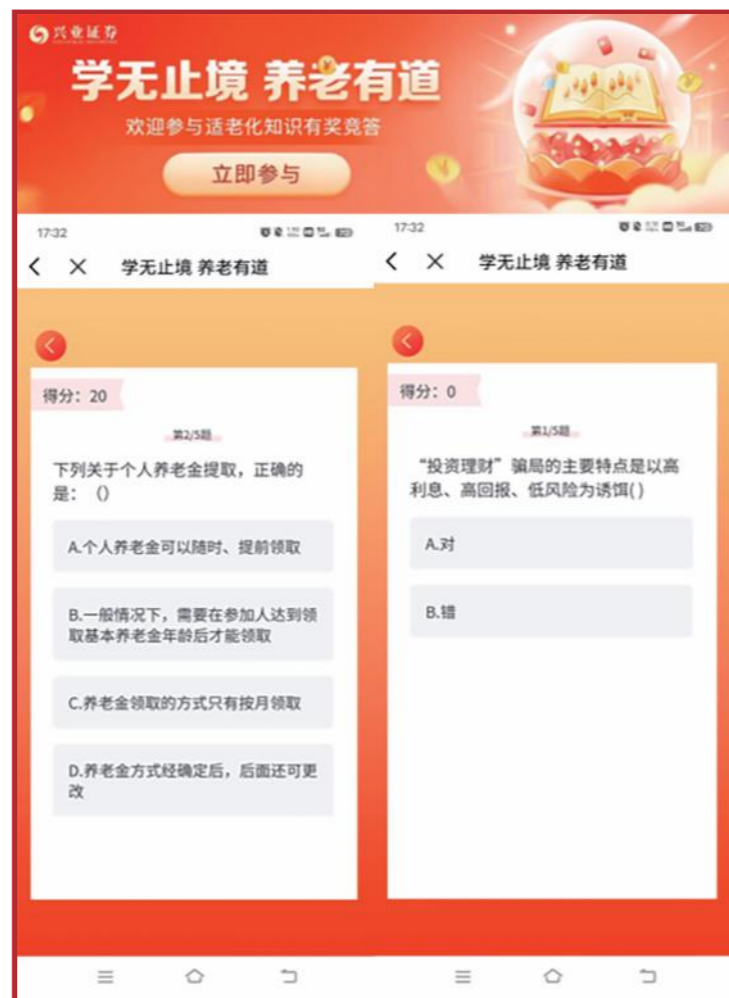 兴业证券
学无止境 养老有道
欢迎参与适老化知识有奖竞答
立即参与
17:32
学无止境 养老有道
得分：20
第2/5题
下列关于个人养老金提取，正确的
是：（）
A.个人养老金可以随时、提前领取
B.一般情况下，需要在参加人达到领
取基本养老金年龄后才能领取
C.养老金领取的方式只有按月领取
D.养老金方式经确定后，后面还可更
改
17:32
学无止境 养老有道
得分：0
第1/5题
“投资理财”骗局的主要特点是以高
利息、高回报、低风险为诱饵( )
A.对
B.错